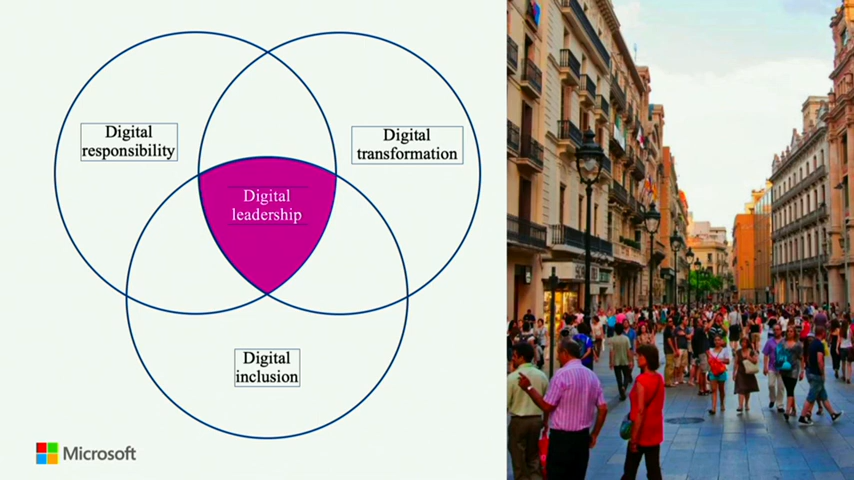 Digital
responsibility
Digital
transformation
Digital
leadership
Digital
inclusion
Microsoft